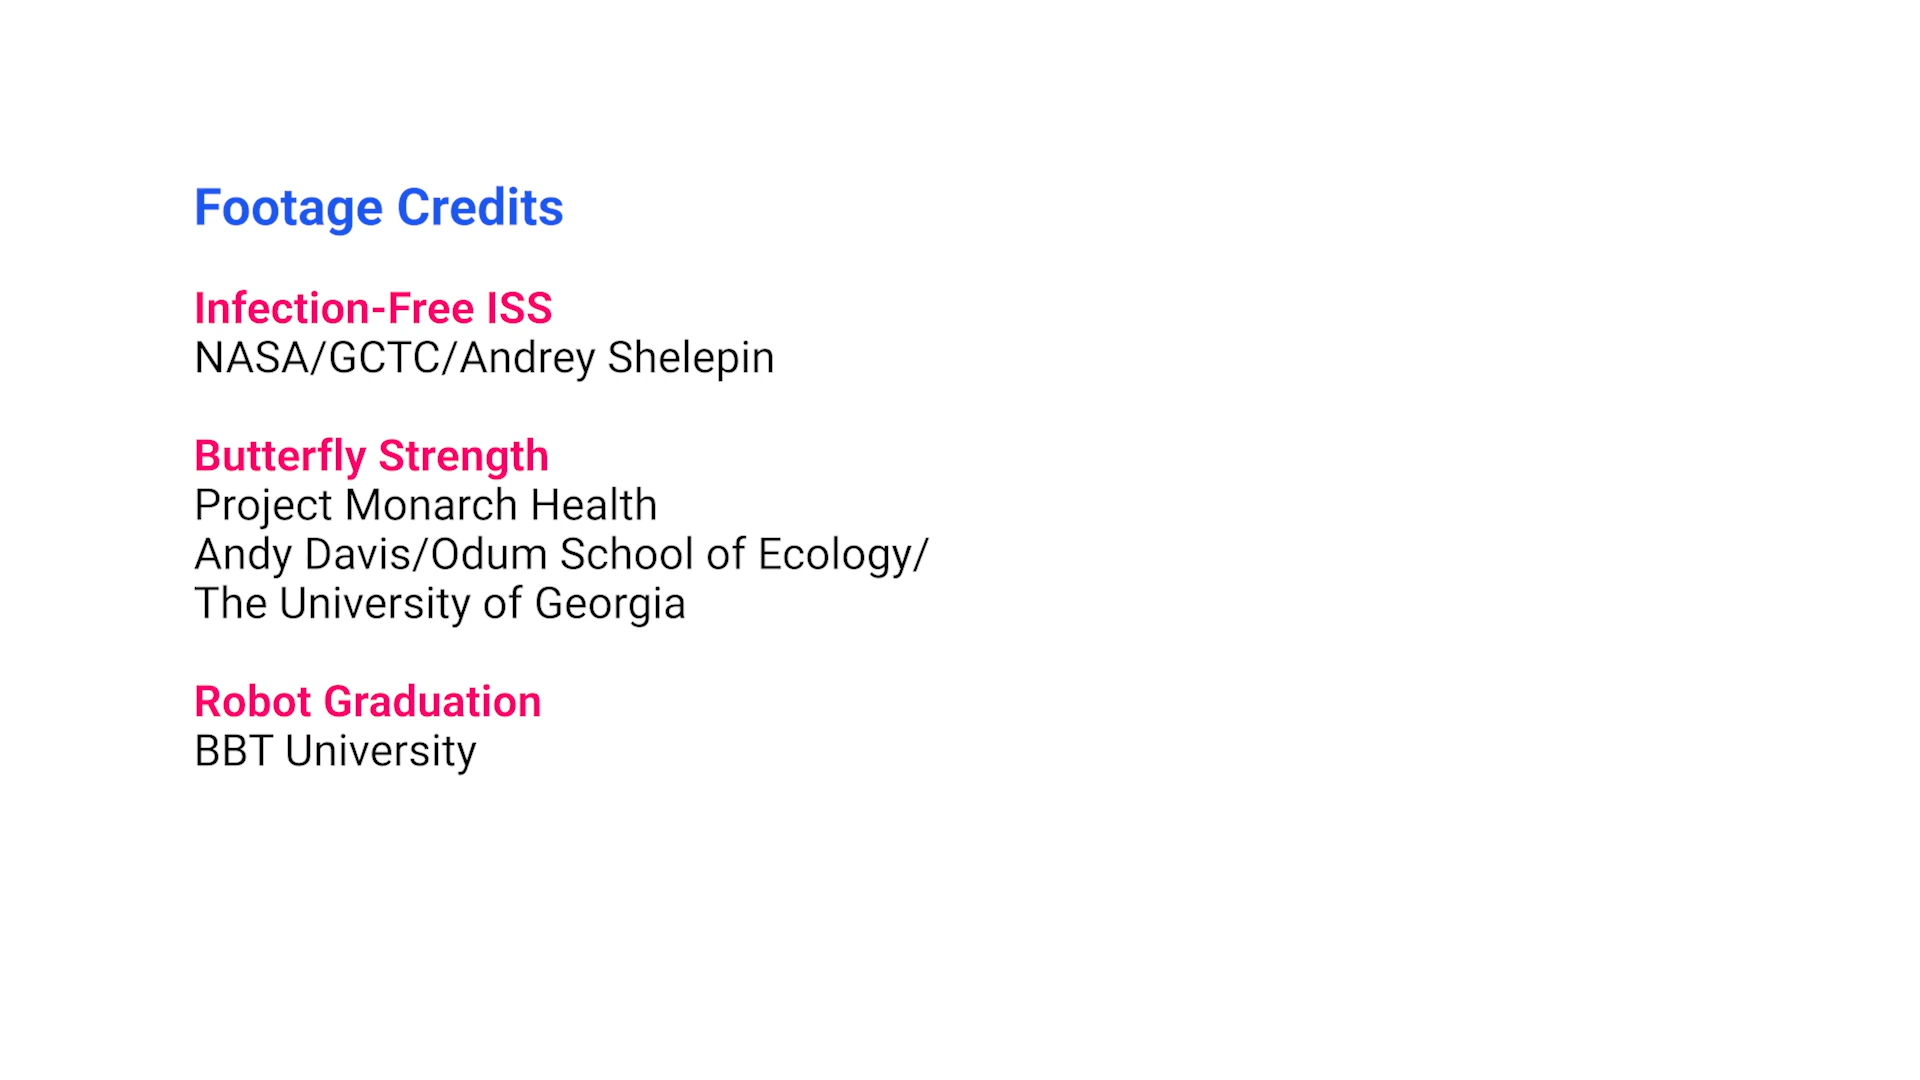 Footage Credits
Infection-Free ISS
NASA/GCTC/Andrey Shelepin
Butterfly Strength
Project Monarch Health
Andy Davis/Odum School of Ecology/
The University of Georgia
Robot Graduation
BBT University